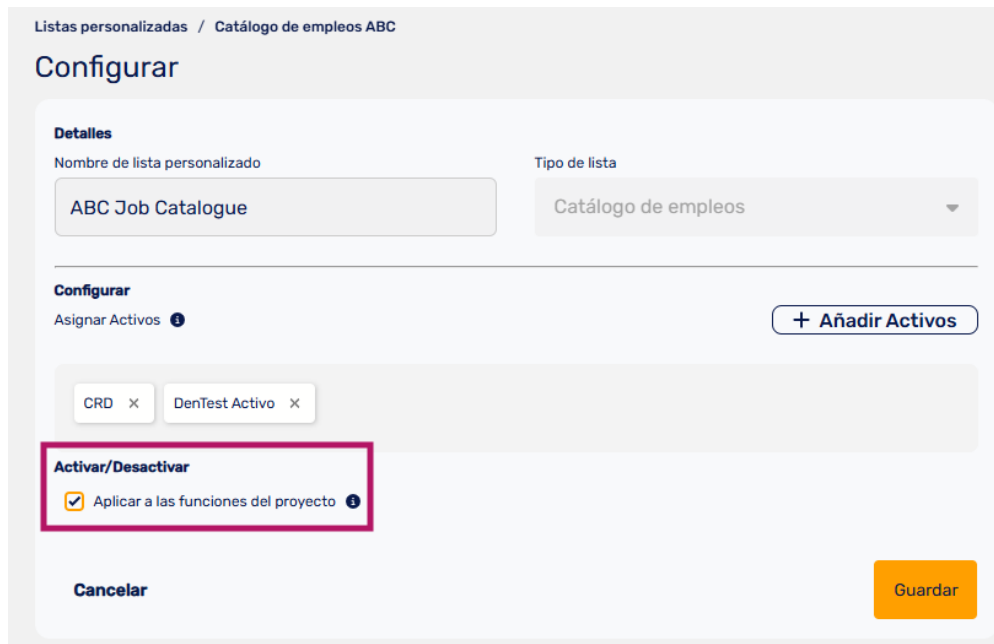 Listas personalizadas / Catálogo de empleos ABC
Configurar
Detalles
Nombre de lista personalizado
Tipo de lista
ABC Job Catalogue
Catálogo de empleos
Configurar
Asignar Activos
+ Añadir Activos
CRD ×
DenTest Activo ×
Activar/Desactivar
Aplicar a las funciones del proyecto
Cancelar
Guardar